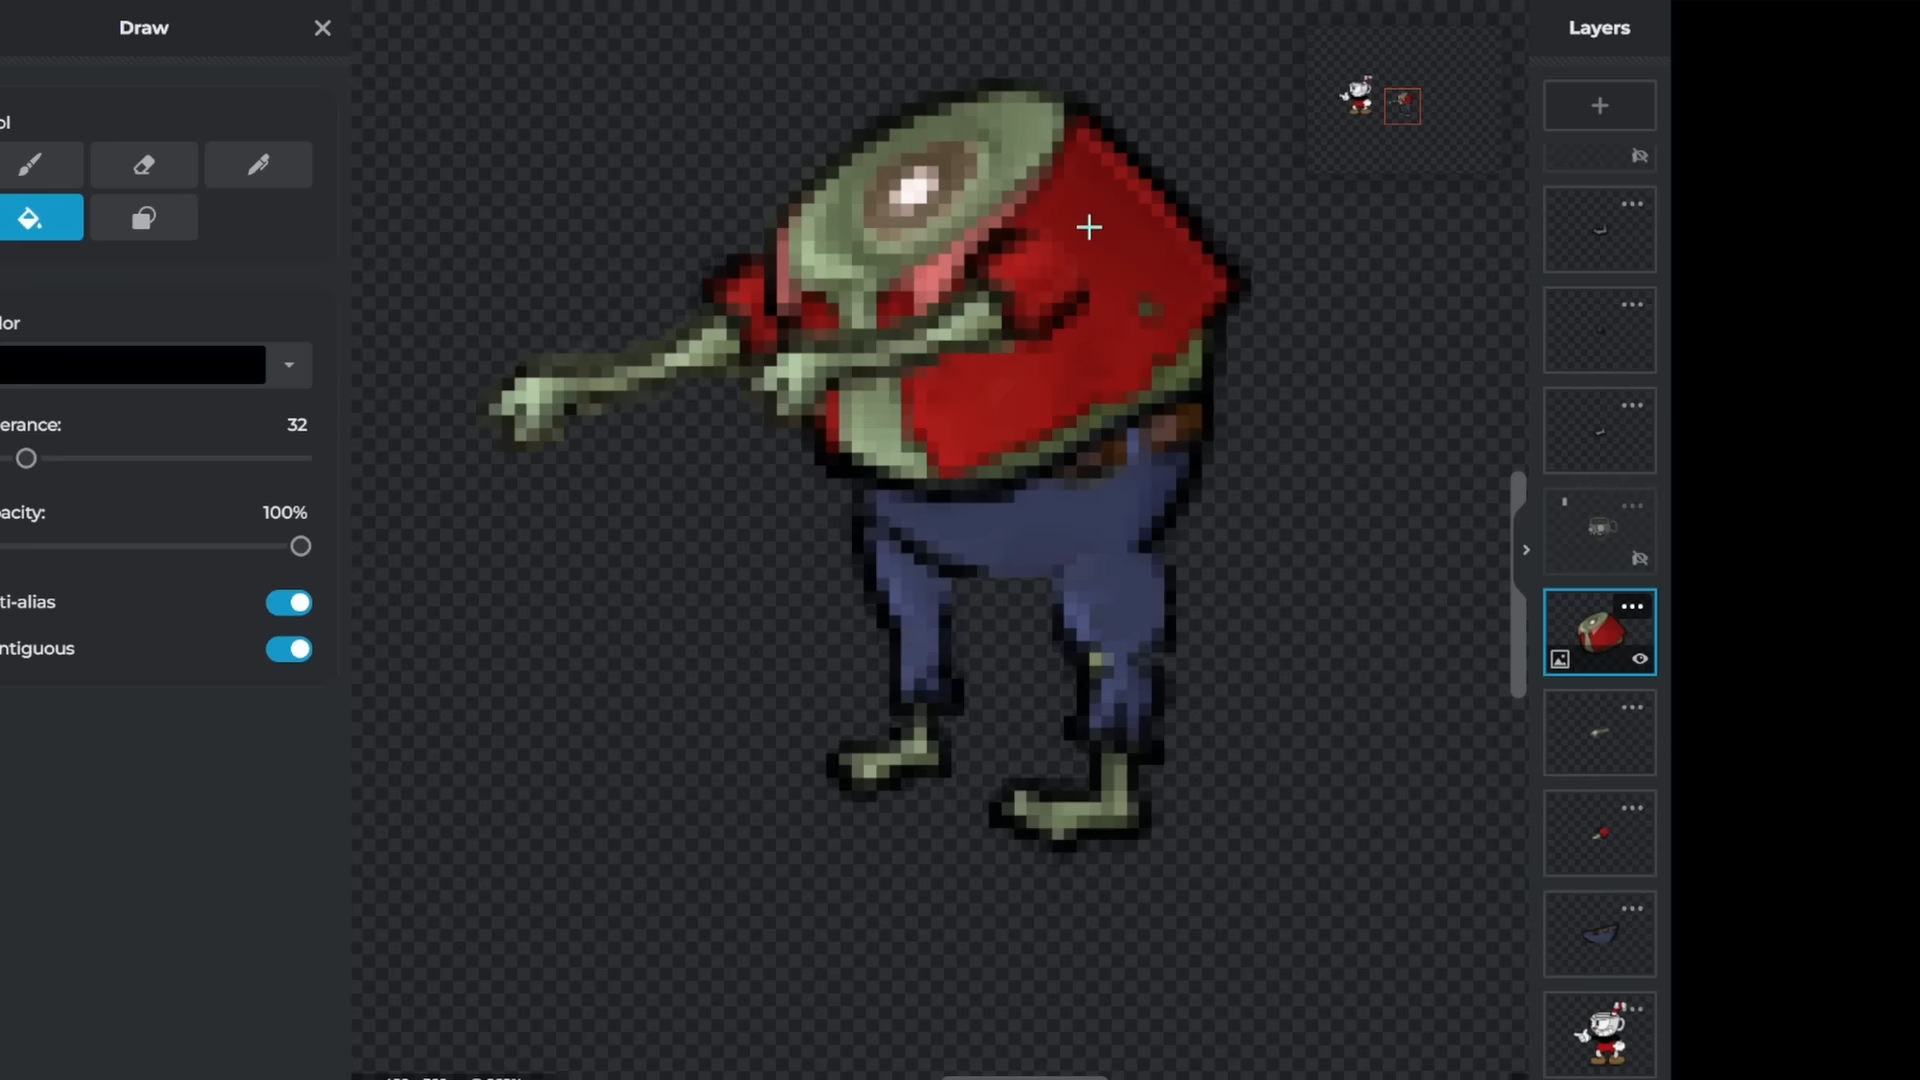 Draw
Layers
ol
lor
erance:
32
acity:
100%
ti-alias
ntiguous